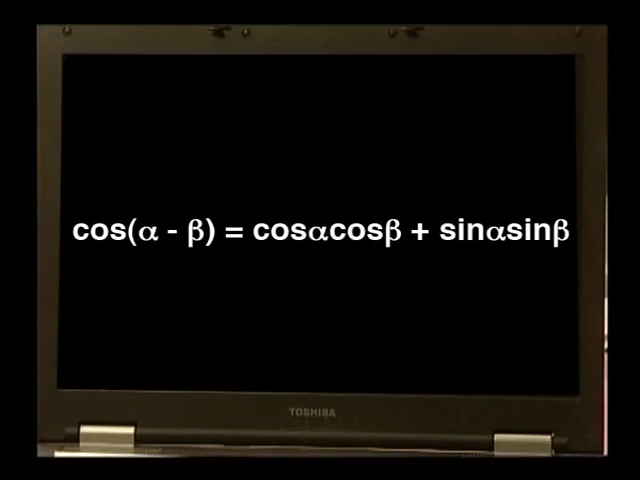 cos(α - β) = cosαcosβ + sinαsinβ
TOSHIBA